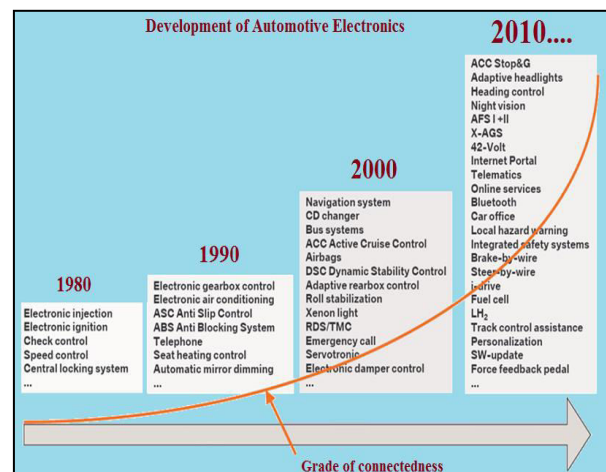 Development of Automotive Electronics
1980
Electronic injection
Electronic ignition
Check control
Speed control
Central locking system
...
1990
Electronic gearbox control
Electronic air conditioning
ASC Anti Slip Control
ABS Anti Blocking System
Telephone
Seat heating control
Automatic mirror dimming
...
2000
Navigation system
CD changer
Bus systems
ACC Active Cruise Control
Airbags
DSC Dynamic Stability Control
Adaptive rearbox control
Roll stabilization
Xenon light
RDS/TMC
Emergency call
Servotronic
Electronic damper control
...
2010....
ACC Stop&G
Adaptive headlights
Heading control
Night vision
AFS I +II
X-AGS
42-Volt
Internet Portal
Telematics
Online services
Bluetooth
Car office
Local hazard warning
Integrated safety systems
Brake-by-wire
Steer-by-wire
i-drive
Fuel cell
LH₂
Track control assistance
Personalization
SW-update
Force feedback pedal
...
Grade of connectedness